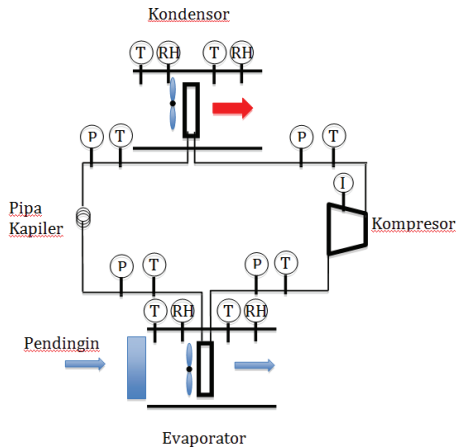 Kondensor
T RH T RH
P T P T
I
Pipa
Kapiler
Kompresor
P T P T
T RH T RH
Pendingin
Evaporator